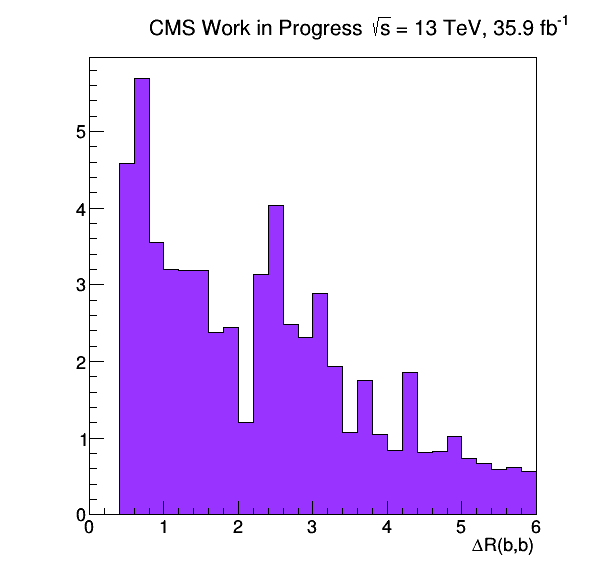 CMS Work in Progress √s = 13 TeV, 35.9 fb⁻¹
5
4
3
2
1
0
0 1 2 3 4 5 6
ΔR(b,b)